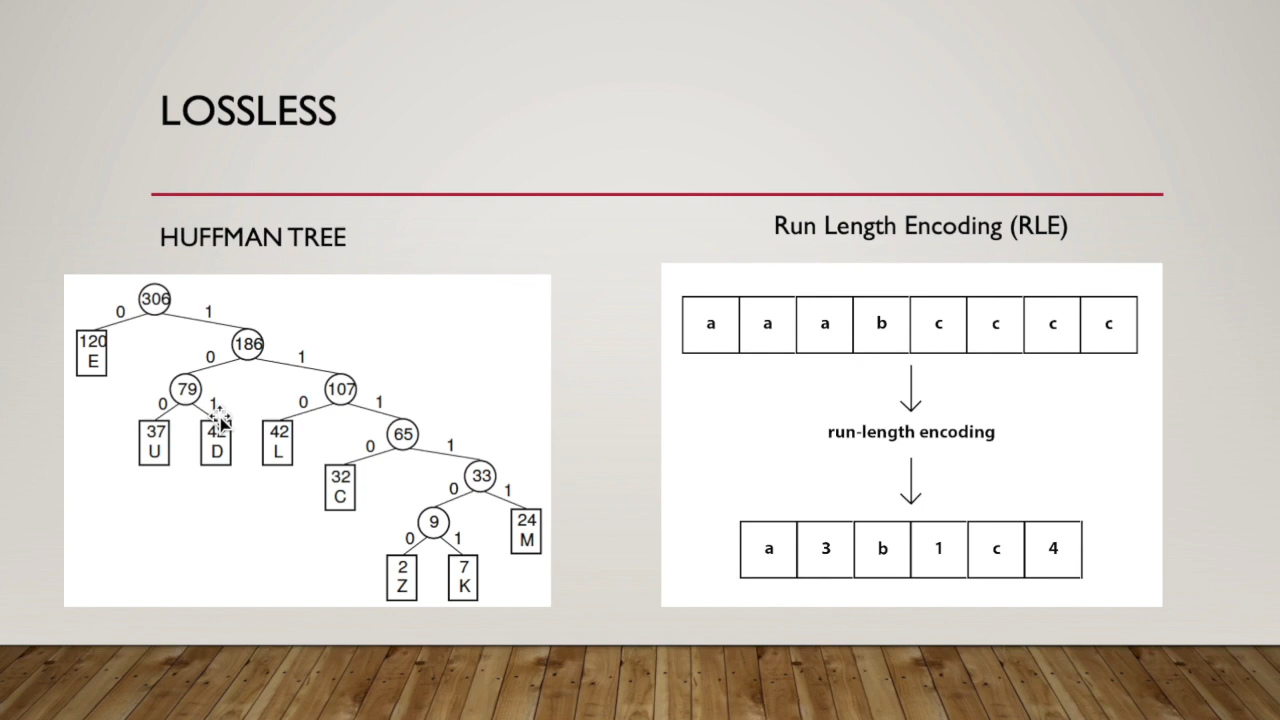 LOSSLESS
HUFFMAN TREE
306
0 1
120
E
186
0 1
79
107
0 1
0 1
37
U
D
42
L
65
0 1
32
C
33
0 1
9
24
M
0 1
2
Z
7
K
Run Length Encoding (RLE)
a a a b c c c c
run-length encoding
a 3 b 1 c 4